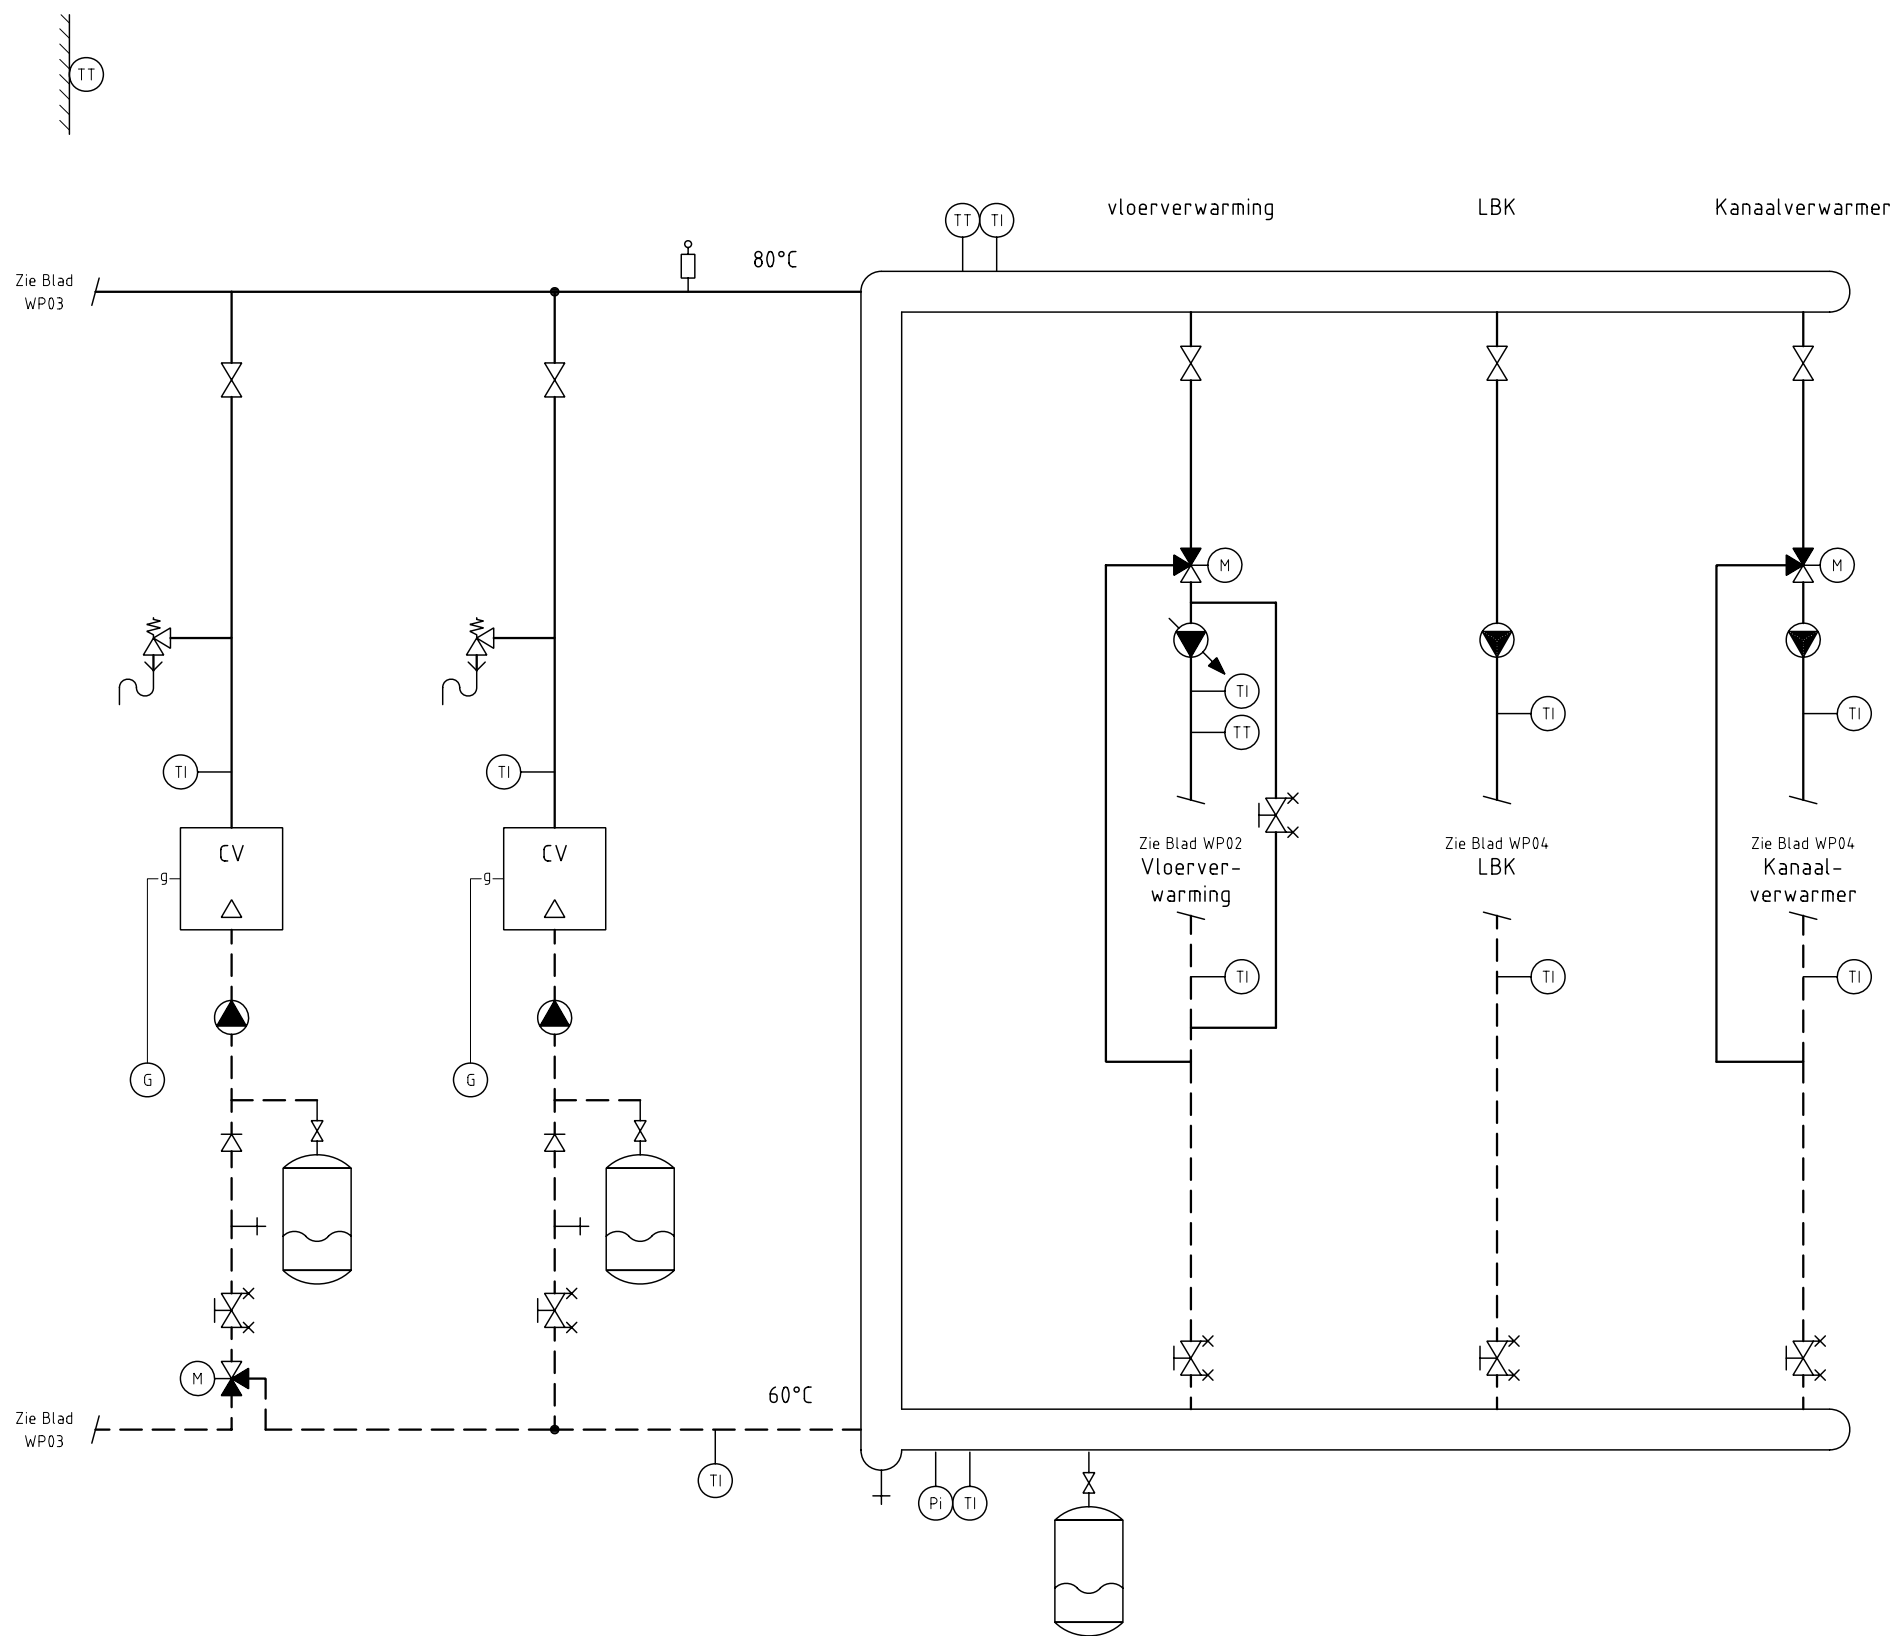 TT
vloerverwarming
LBK
Kanaalverwarmer
TT
TI
80°C
Zie Blad
WP03
M
M
TI
TI
TI
TT
TI
TI
CV
CV
Zie Blad WP02
Vloerver-
warming
Zie Blad WP04
LBK
Zie Blad WP04
Kanaal-
verwarmer
g
g
TI
TI
TI
G
G
M
60°C
Zie Blad
WP03
TI
Pi
TI